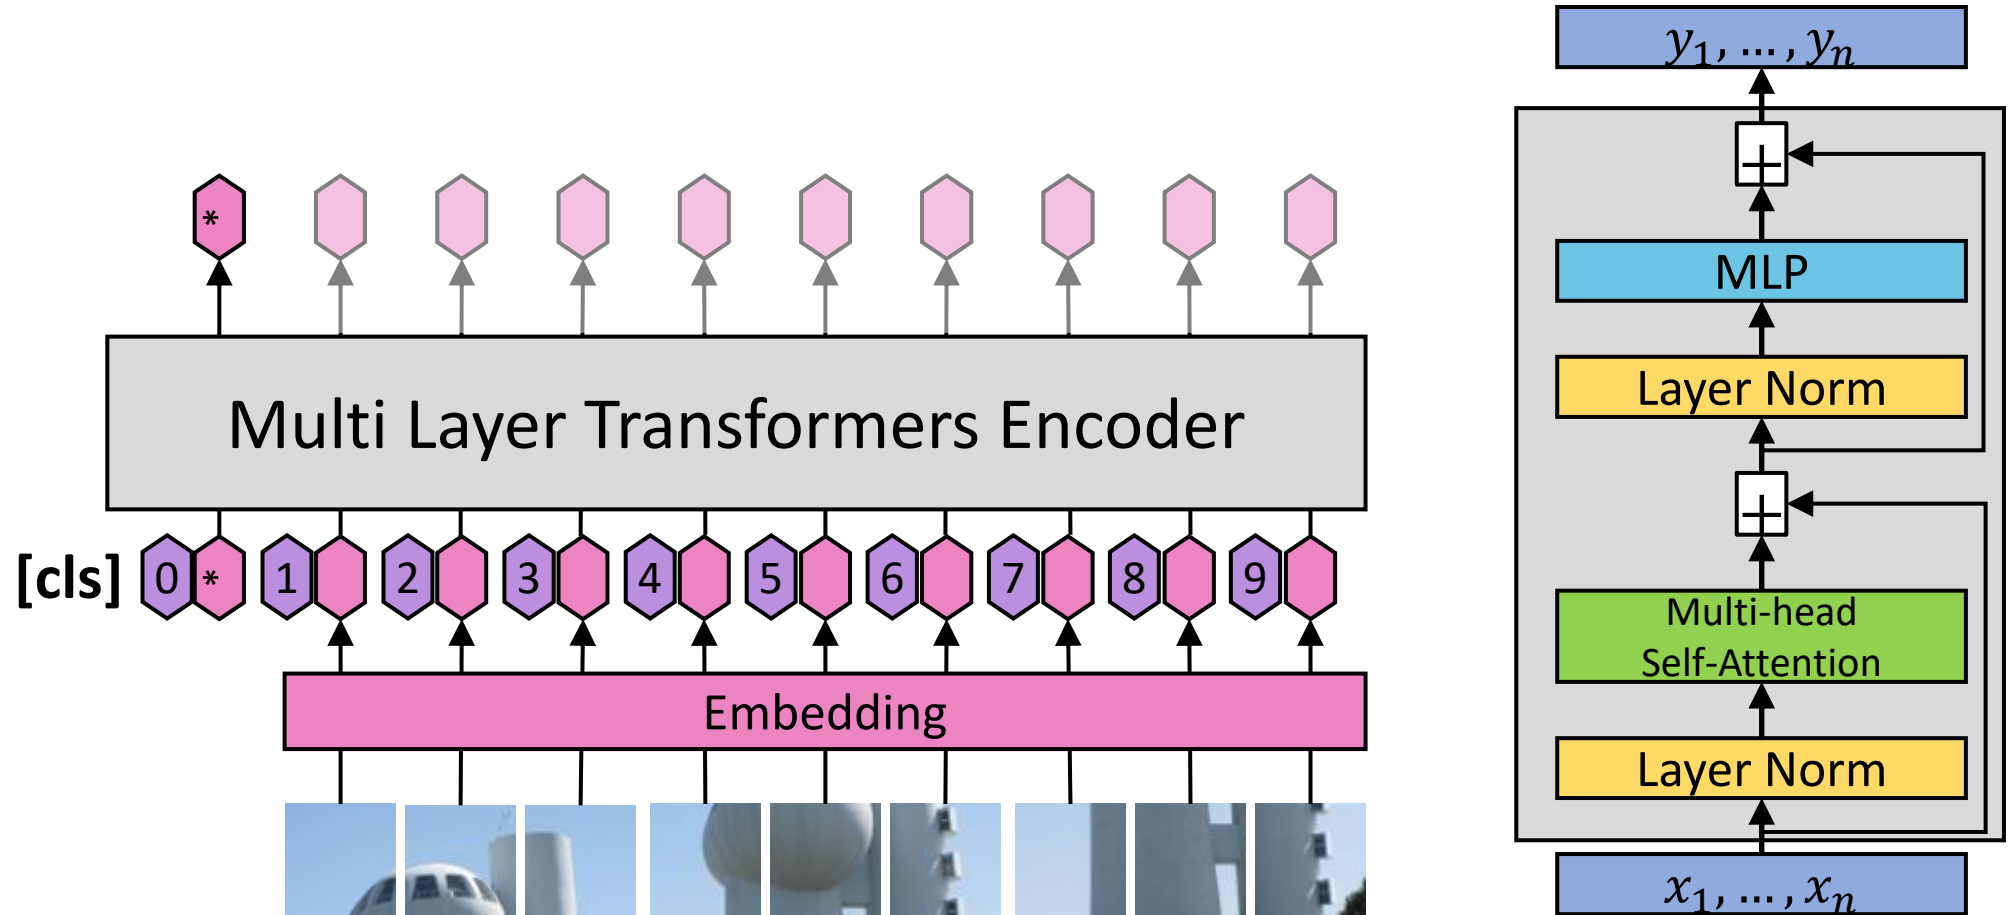 *
Multi Layer Transformers Encoder
[cls] 0 * 1 2 3 4 5 6 7 8 9
Embedding
y₁, ... , yₙ
+
MLP
Layer Norm
+
Multi-head
Self-Attention
Layer Norm
x₁, ... , xₙ